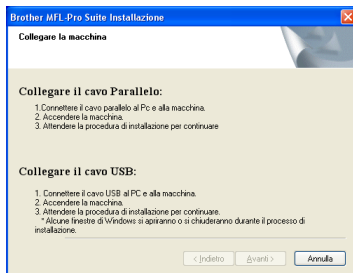 Brother MFL-Pro Suite Installazione
Collegare la macchina
Collegare il cavo Parallelo:
1.Connettere il cavo parallelo al Pc e alla macchina.
2. Accendere la macchina.
3. Attendere la procedura di installazione per continuare
Collegare il cavo USB:
1. Connettere il cavo USB al PC e alla macchina.
2. Accendere la macchina.
3. Attendere la procedura di installazione per continuare.
* Alcune finestre di Windows si apriranno o si chiuderanno durante il processo di
installazione.
< Indietro Avanti > Annulla